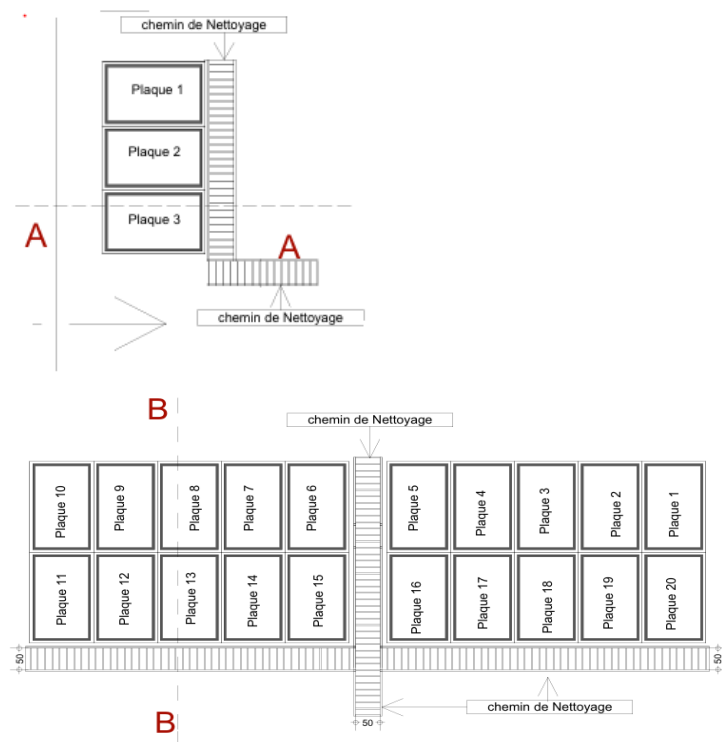 chemin de Nettoyage
Plaque 1
Plaque 2
Plaque 3
A
A
chemin de Nettoyage
B
chemin de Nettoyage
Plaque 10
Plaque 9
Plaque 8
Plaque 7
Plaque 6
Plaque 5
Plaque 4
Plaque 3
Plaque 2
Plaque 1
Plaque 11
Plaque 12
Plaque 13
Plaque 14
Plaque 15
Plaque 16
Plaque 17
Plaque 18
Plaque 19
Plaque 20
50
50
chemin de Nettoyage
B
50